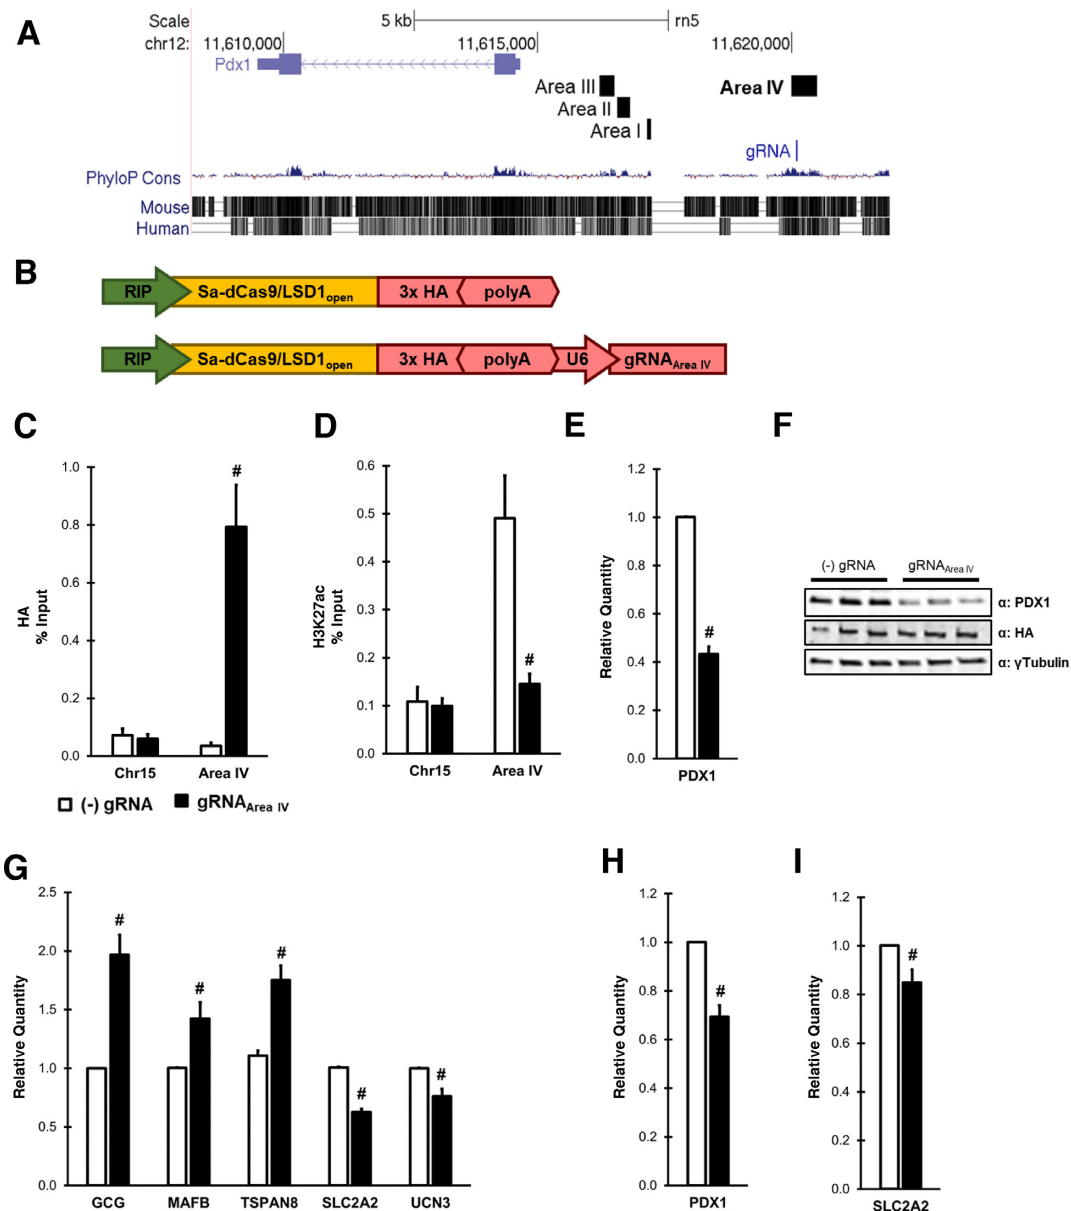 A
Scale 5 kb rn5
chr12: 11,610,000 11,615,000 11,620,000
Pdx1
Area III Area IV
Area II
Area I
gRNA
PhyloP Cons
Mouse
Human
B
RIP Sa-dCas9/LSD1open 3x HA polyA
RIP Sa-dCas9/LSD1open 3x HA polyA U6 gRNAArea IV
C
HA
% Input
1.0
0.8
0.6
0.4
0.2
0.0
#
Chr15 Area IV
(-) gRNA gRNAArea IV
D
H3K27ac
% Input
0.6
0.5
0.4
0.3
0.2
0.1
0.0
#
Chr15 Area IV
E
Relative Quantity
1.2
1.0
0.8
0.6
0.4
0.2
0.0
#
PDX1
F
(-) gRNA gRNAArea IV
α: PDX1
α: HA
α: γTubulin
G
Relative Quantity
2.5
2.0
1.5
1.0
0.5
0.0
# # # # #
GCG MAFB TSPAN8 SLC2A2 UCN3
H
Relative Quantity
1.2
1.0
0.8
0.6
0.4
0.2
0.0
#
PDX1
I
Relative Quantity
1.2
1.0
0.8
0.6
0.4
0.2
0.0
#
SLC2A2